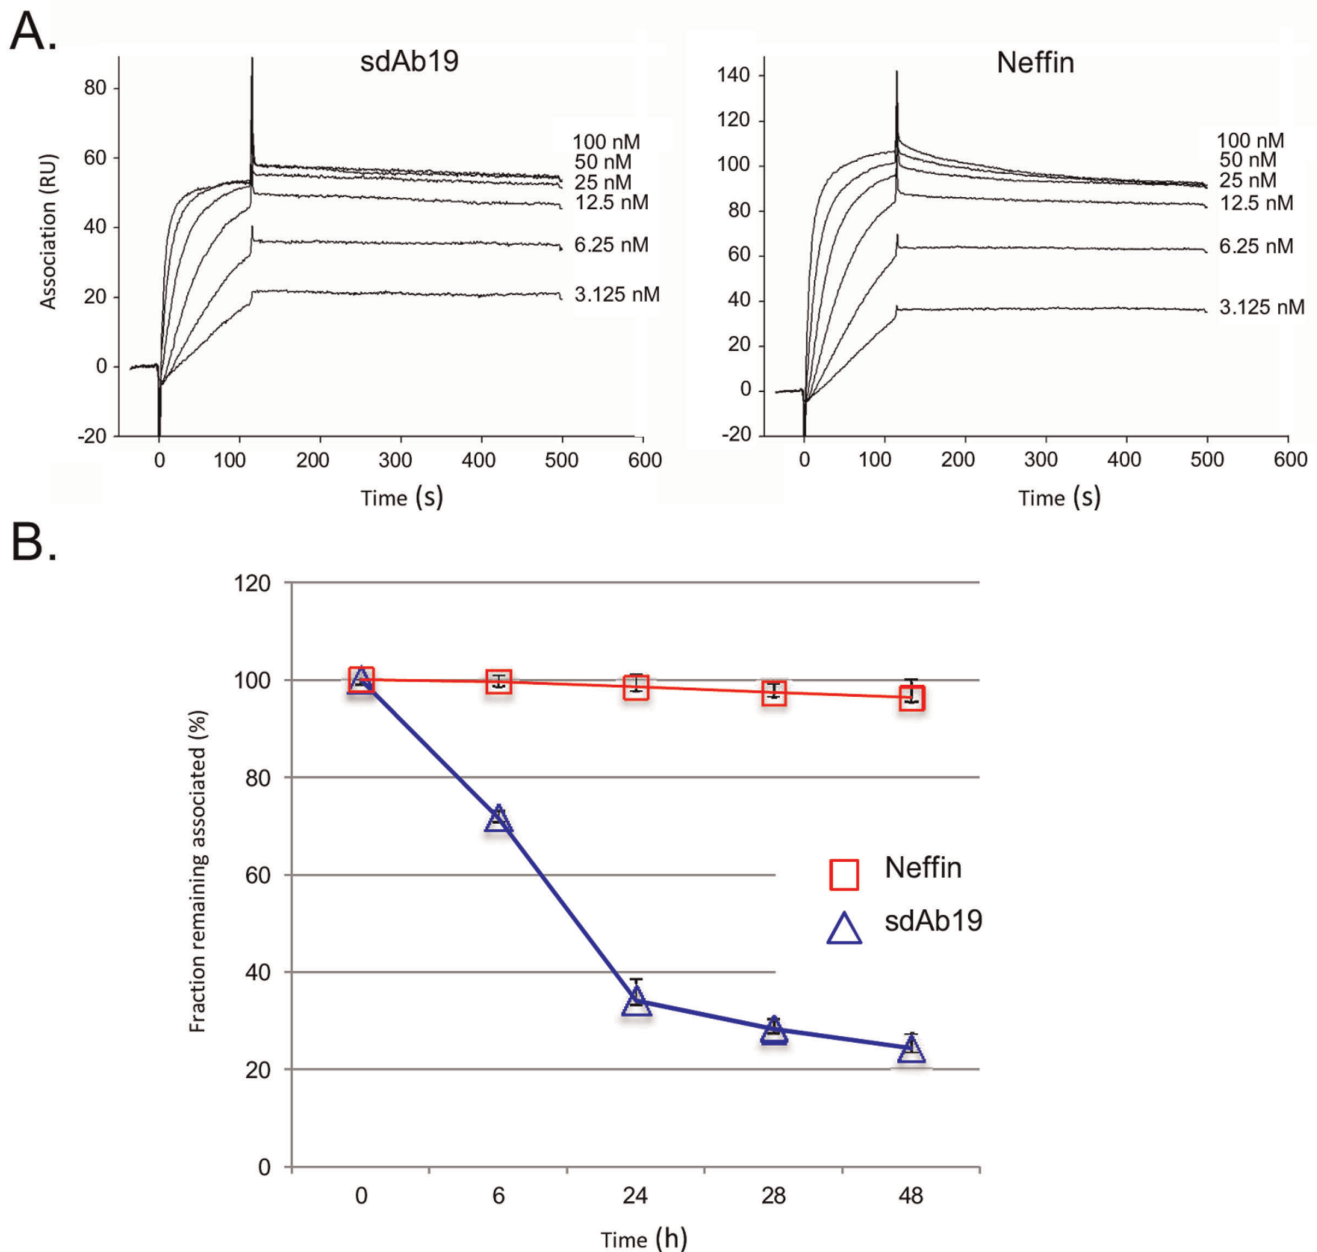 A.
sdAb19
80
60
40
20
0
-20
Association (RU)
100 nM
50 nM
25 nM
12.5 nM
6.25 nM
3.125 nM
0 100 200 300 400 500 600
Time (s)
Neffin
140
120
100
80
60
40
20
0
-20
100 nM
50 nM
25 nM
12.5 nM
6.25 nM
3.125 nM
0 100 200 300 400 500 600
Time (s)
B.
120
100
80
60
40
20
0
Fraction remaining associated (%)
Neffin
sdAb19
0 6 24 28 48
Time (h)